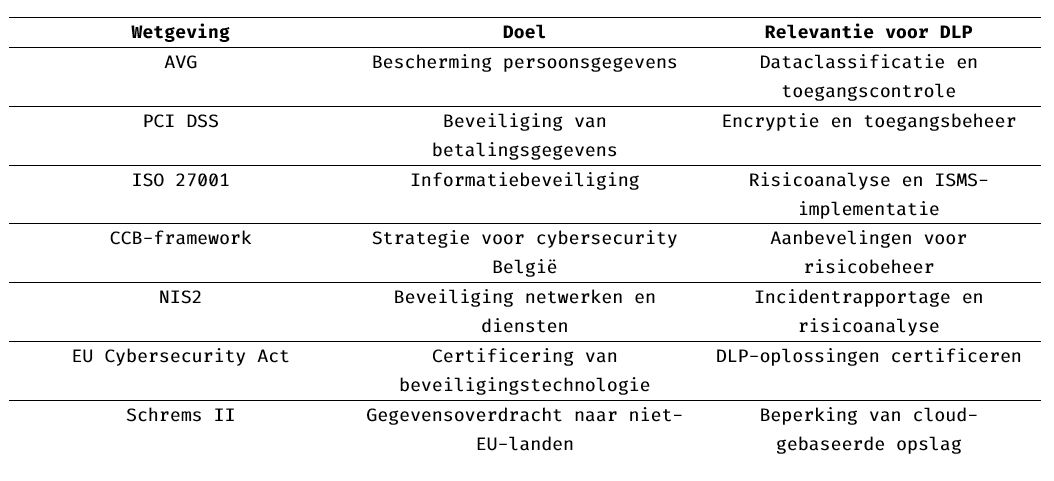 Wetgeving Doel Relevantie voor DLP
AVG Bescherming persoonsgegevens Dataclassificatie en
toegangscontrole
PCI DSS Beveiliging van Encryptie en toegangsbeheer
betalingsgegevens
ISO 27001 Informatiebeveiliging Risicoanalyse en ISMS-
implementatie
CCB-framework Strategie voor cybersecurity Aanbevelingen voor
België risicobeheer
NIS2 Beveiliging netwerken en Incidentrapportage en
diensten risicoanalyse
EU Cybersecurity Act Certificering van DLP-oplossingen certificeren
beveiligingstechnologie
Schrems II Gegevensoverdracht naar niet- Beperking van cloud-
EU-landen gebaseerde opslag